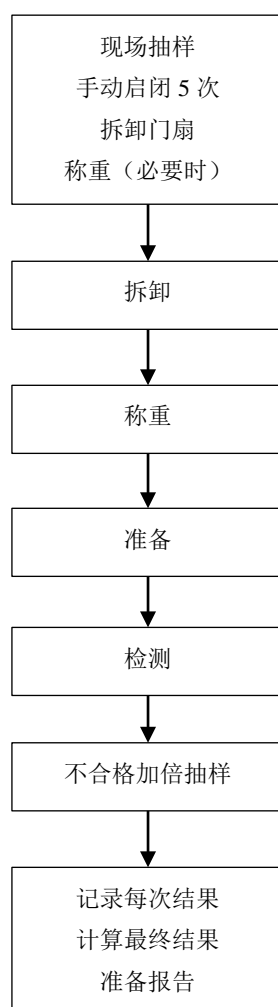 现场抽样
手动启闭 5 次
拆卸门扇
称重（必要时）
拆卸
称重
准备
检测
不合格加倍抽样
记录每次结果
计算最终结果
准备报告